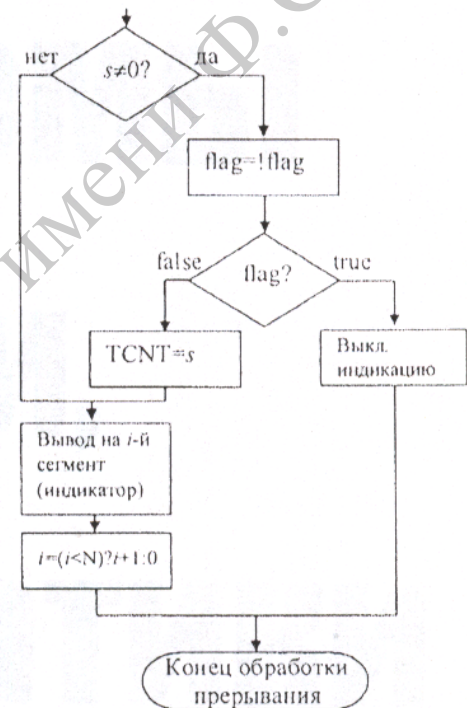 имени Ф.
нет
s≠0?
да
flag=!flag
false
flag?
true
TCNT=s
Выкл.
индикацию
Вывод на i-й
сегмент
(индикатор)
i=(i<N)?i+1:0
Конец обработки
прерывания